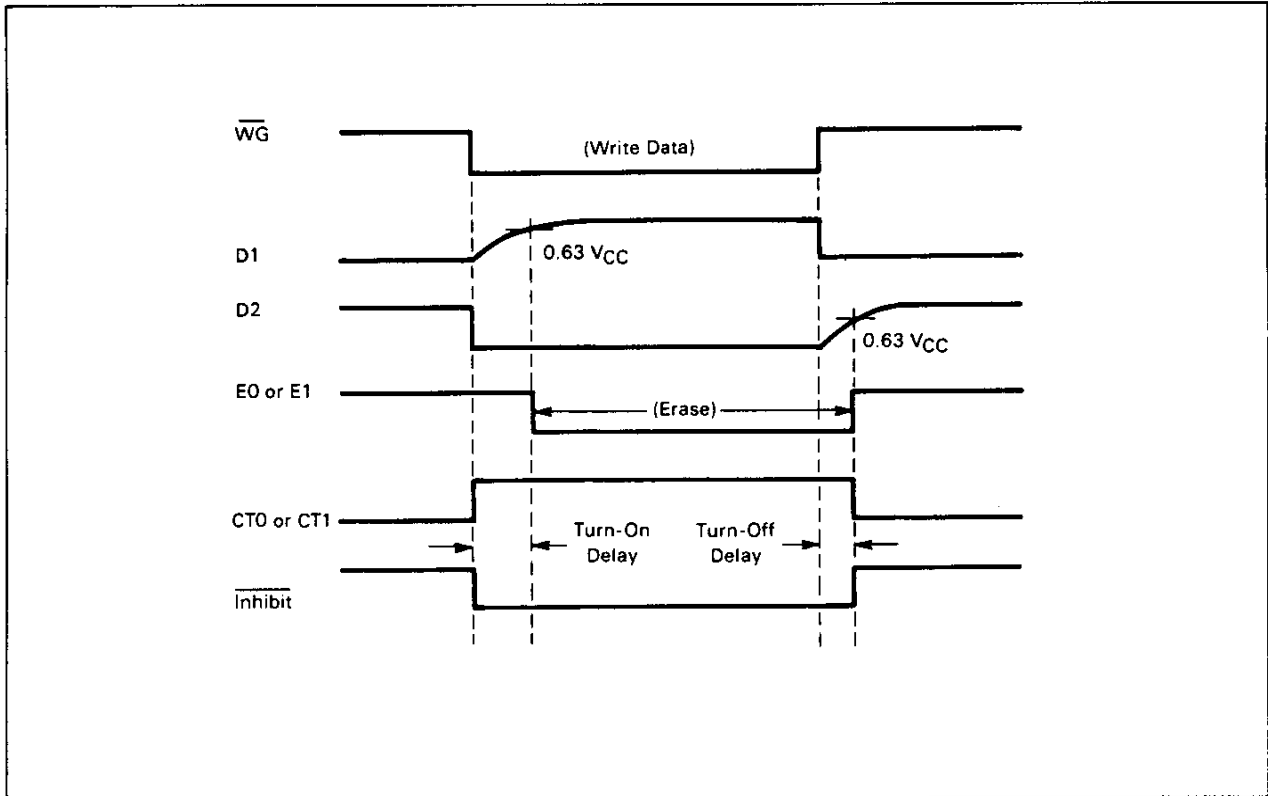 WG
(Write Data)
D1
0.63 VCC
D2
0.63 VCC
E0 or E1
(Erase)
CT0 or CT1
Turn-On
Delay
Turn-Off
Delay
Inhibit